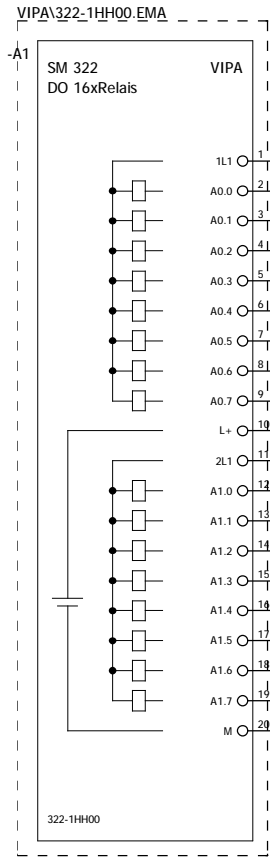 VIPA\322-1HH00.EMA
-A1
SM 322 VIPA
DO 16xRelais
1L1 1
A0.0 2
A0.1 3
A0.2 4
A0.3 5
A0.4 6
A0.5 7
A0.6 8
A0.7 9
L+ 10
2L1 11
A1.0 12
A1.1 13
A1.2 14
A1.3 15
A1.4 16
A1.5 17
A1.6 18
A1.7 19
M 20
322-1HH00